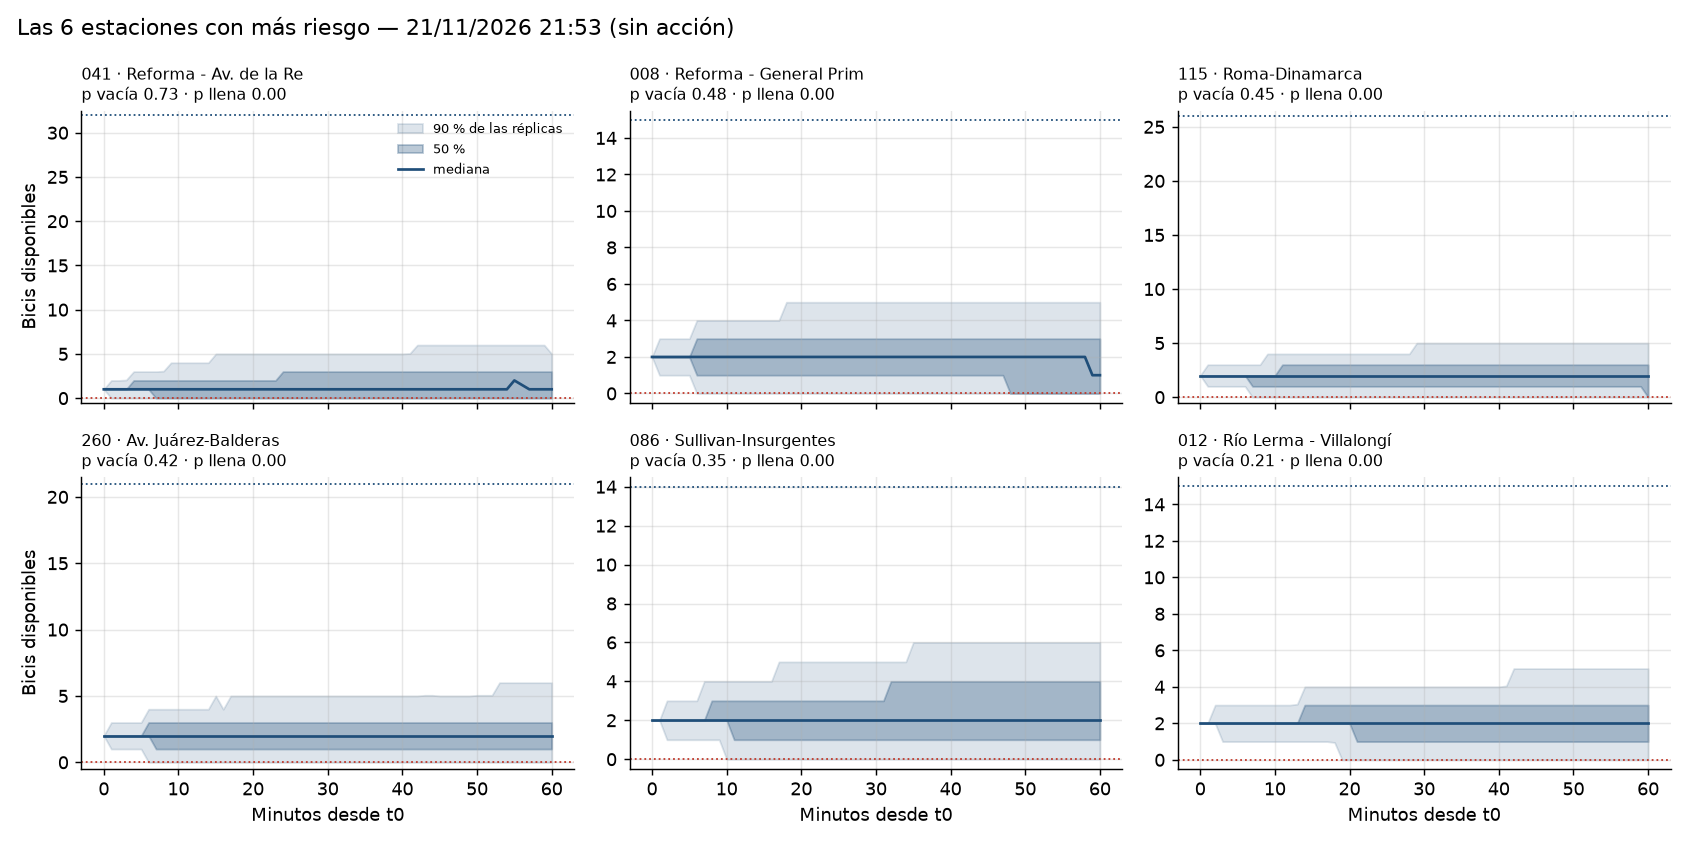 Las 6 estaciones con más riesgo — 21/11/2026 21:53 (sin acción)
041 · Reforma - Av. de la Re
p vacía 0.73 · p llena 0.00
Bicis disponibles
30
25
20
15
10
5
0
90 % de las réplicas
50 %
mediana
008 · Reforma - General Prim
p vacía 0.48 · p llena 0.00
14
12
10
8
6
4
2
0
115 · Roma-Dinamarca
p vacía 0.45 · p llena 0.00
25
20
15
10
5
0
260 · Av. Juárez-Balderas
p vacía 0.42 · p llena 0.00
Bicis disponibles
20
15
10
5
0
0 10 20 30 40 50 60
Minutos desde t0
086 · Sullivan-Insurgentes
p vacía 0.35 · p llena 0.00
14
12
10
8
6
4
2
0
0 10 20 30 40 50 60
Minutos desde t0
012 · Río Lerma - Villalongí
p vacía 0.21 · p llena 0.00
14
12
10
8
6
4
2
0
0 10 20 30 40 50 60
Minutos desde t0